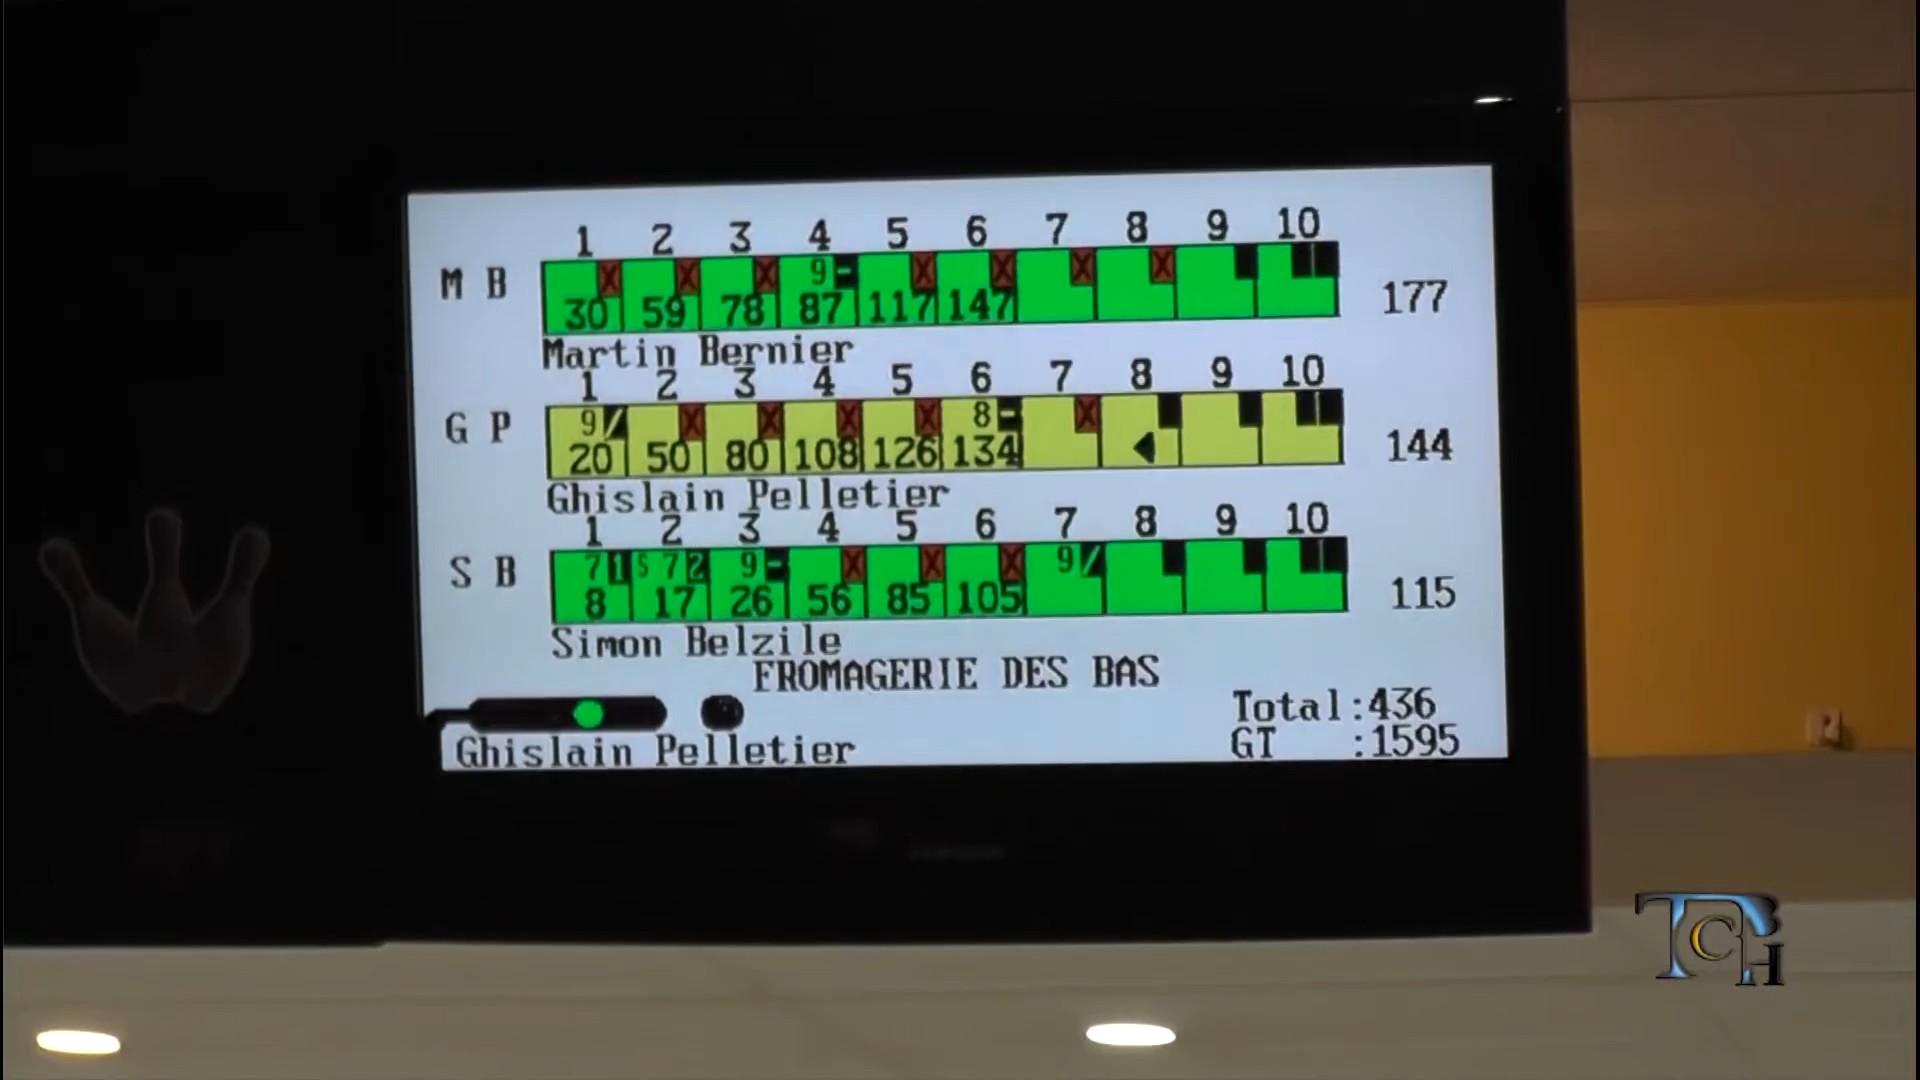 1 2 3 4 5 6 7 8 9 10
M B X X X 9 - X X X X 177
30 59 78 87 117 147
Martin Bernier
1 2 3 4 5 6 7 8 9 10
G P 9 / X X X X 8 - X 144
20 50 80 108 126 134
Ghislain Pelletier
1 2 3 4 5 6 7 8 9 10
S B 7 1 S 7 2 9 - X X X 9 / 115
8 17 26 56 85 105
Simon Belzile
FROMAGERIE DES BAS
Total:436
Ghislain Pelletier GT :1595
TCH